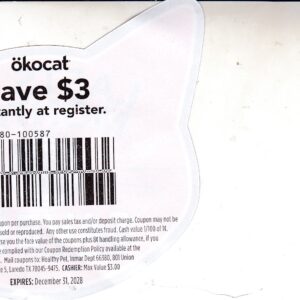 ökocat
ave $3
tantly at register.
80-100587
upon per purchase. You pay sales tax and/or deposit charge. Coupon may not be
sold or reproduced. Any other use constitutes fraud. Cash value 1/100 of 1¢.
rse you the face value of the coupon plus 8¢ handling allowance, if you
e complied with our Coupon Redemption Policy available at the
. Mail coupons to: Healthy Pet, Inmar Dept 66380, 801 Union
e 5, Laredo TX 78045-9475. CASHIER: Max Value $3.00
EXPIRES: December 31, 2028